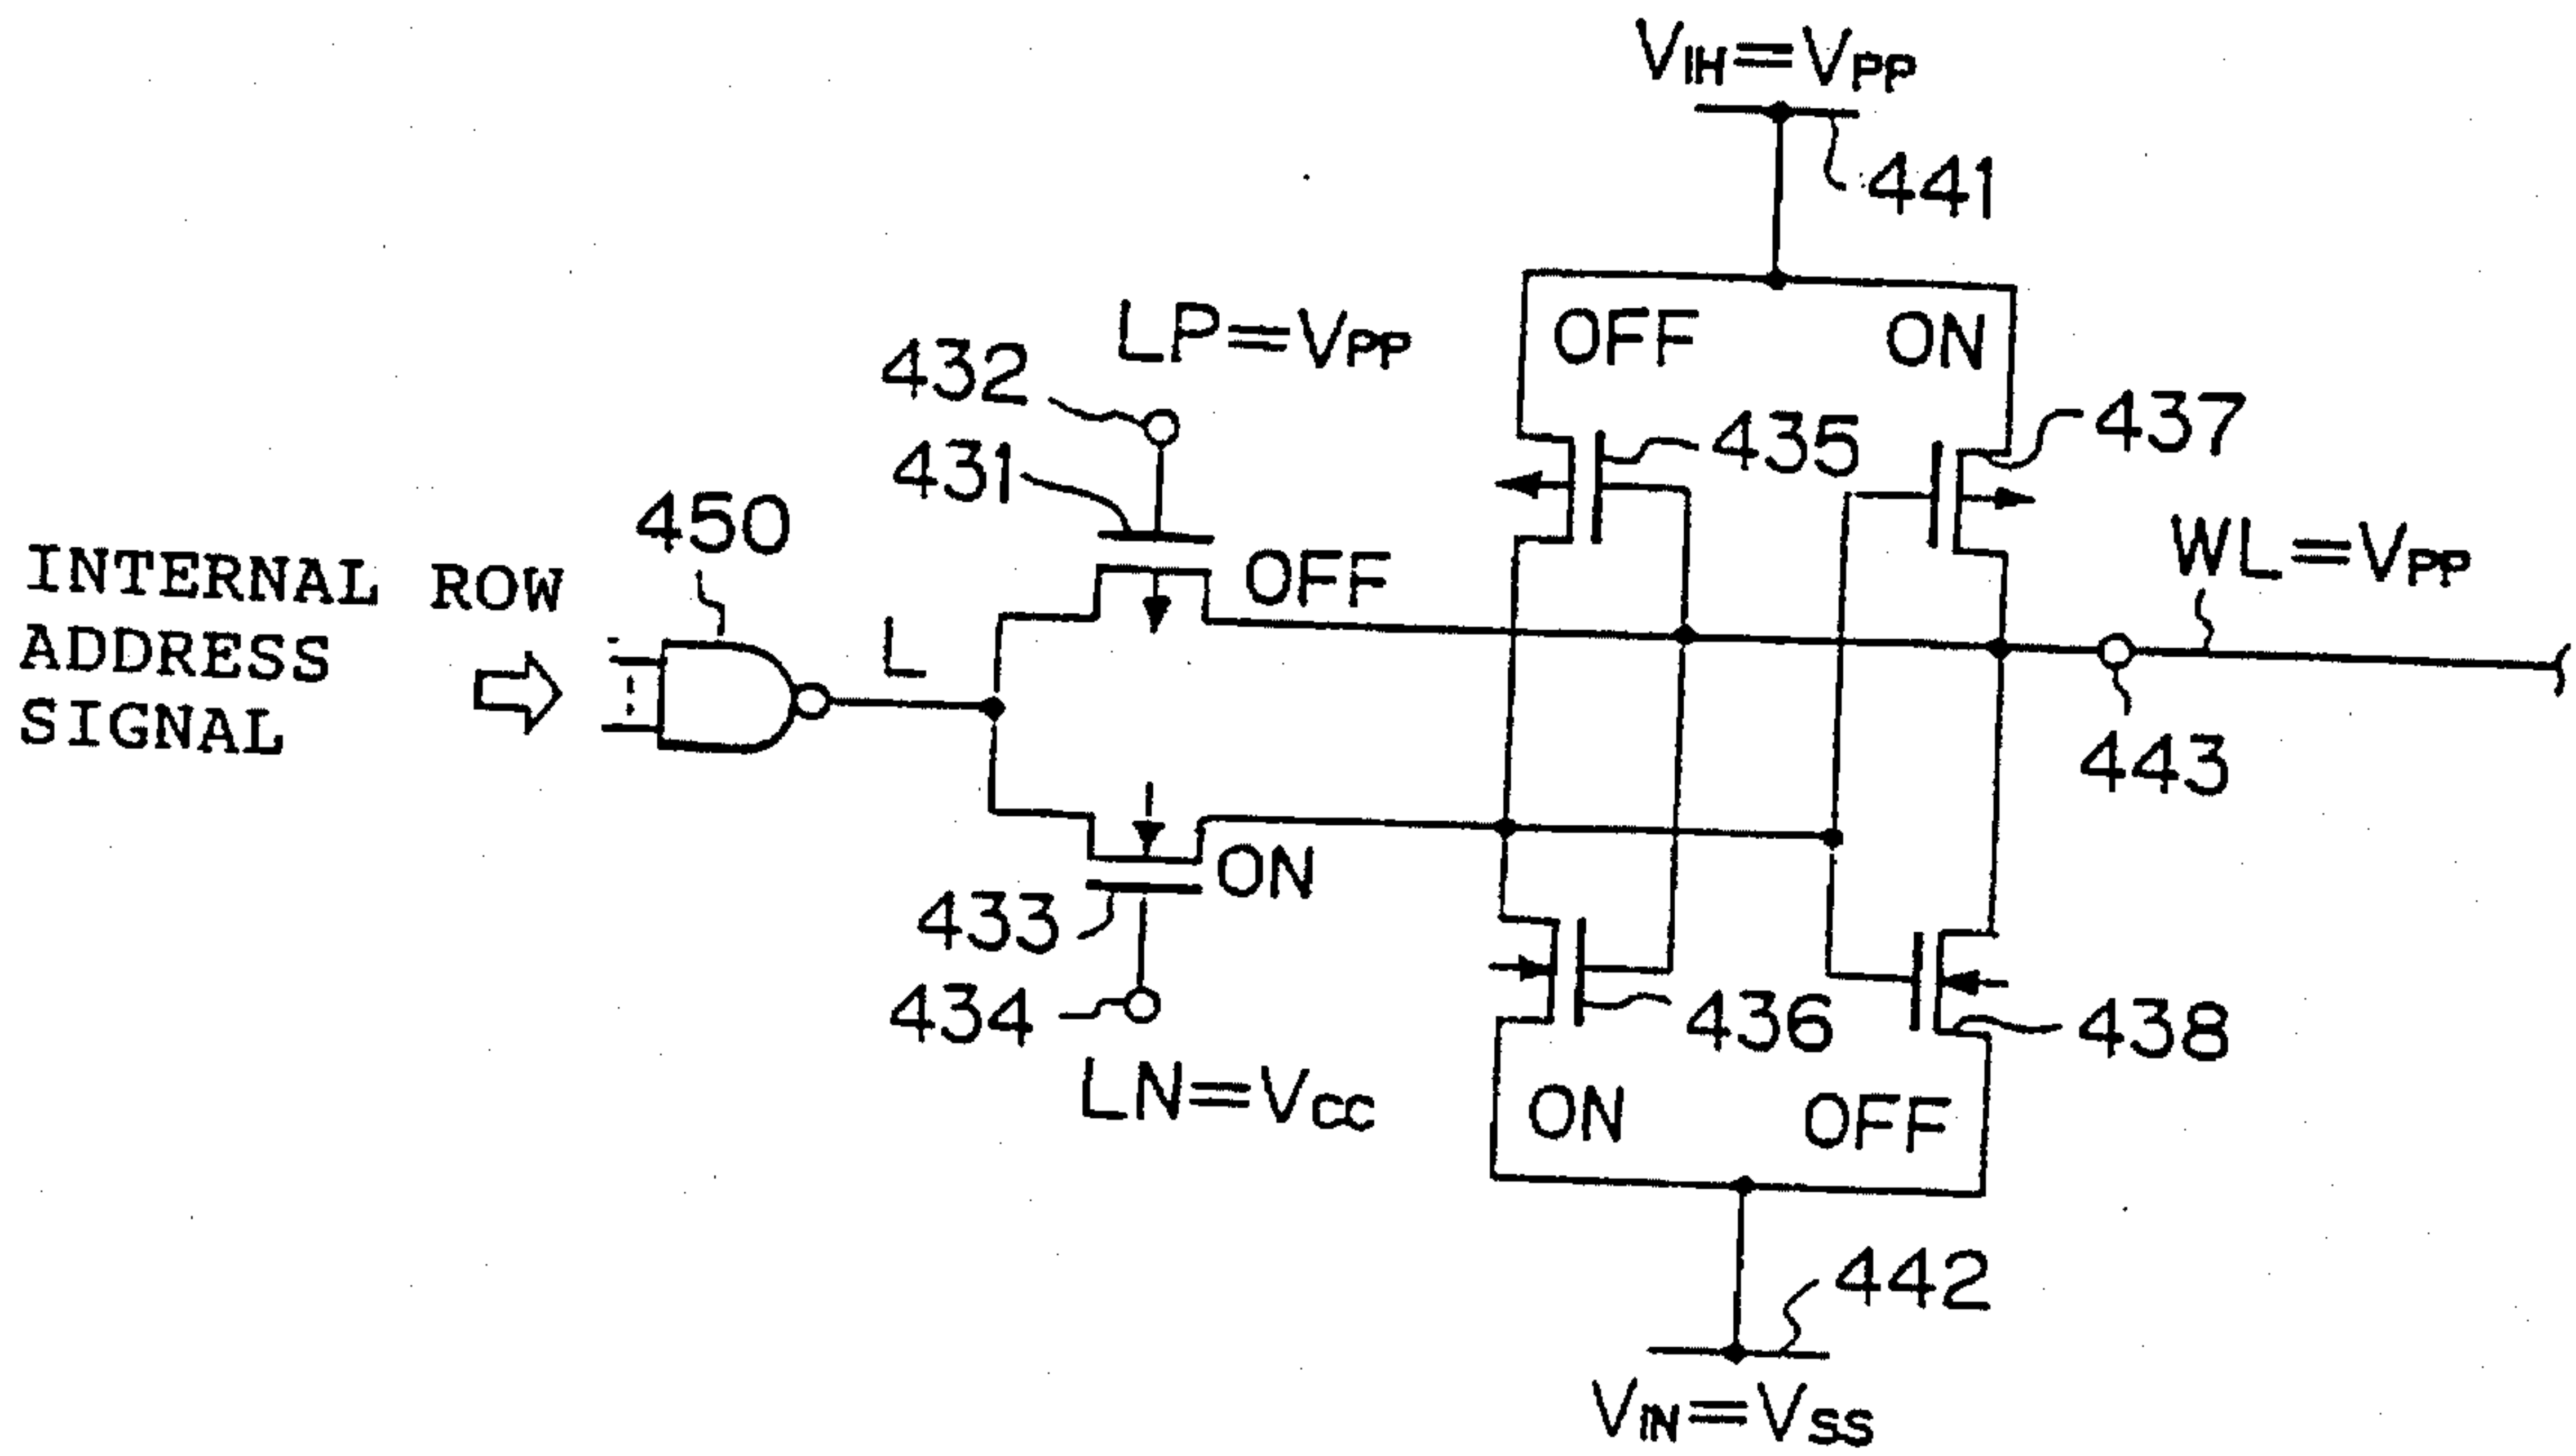 VIH=VPP
441
LP=VPP
OFF
ON
432
435
437
431
450
OFF
WL=VPP
INTERNAL ROW
ADDRESS
SIGNAL
L
443
ON
433
434
436
438
LN=VCC
ON
OFF
442
VIN=VSS